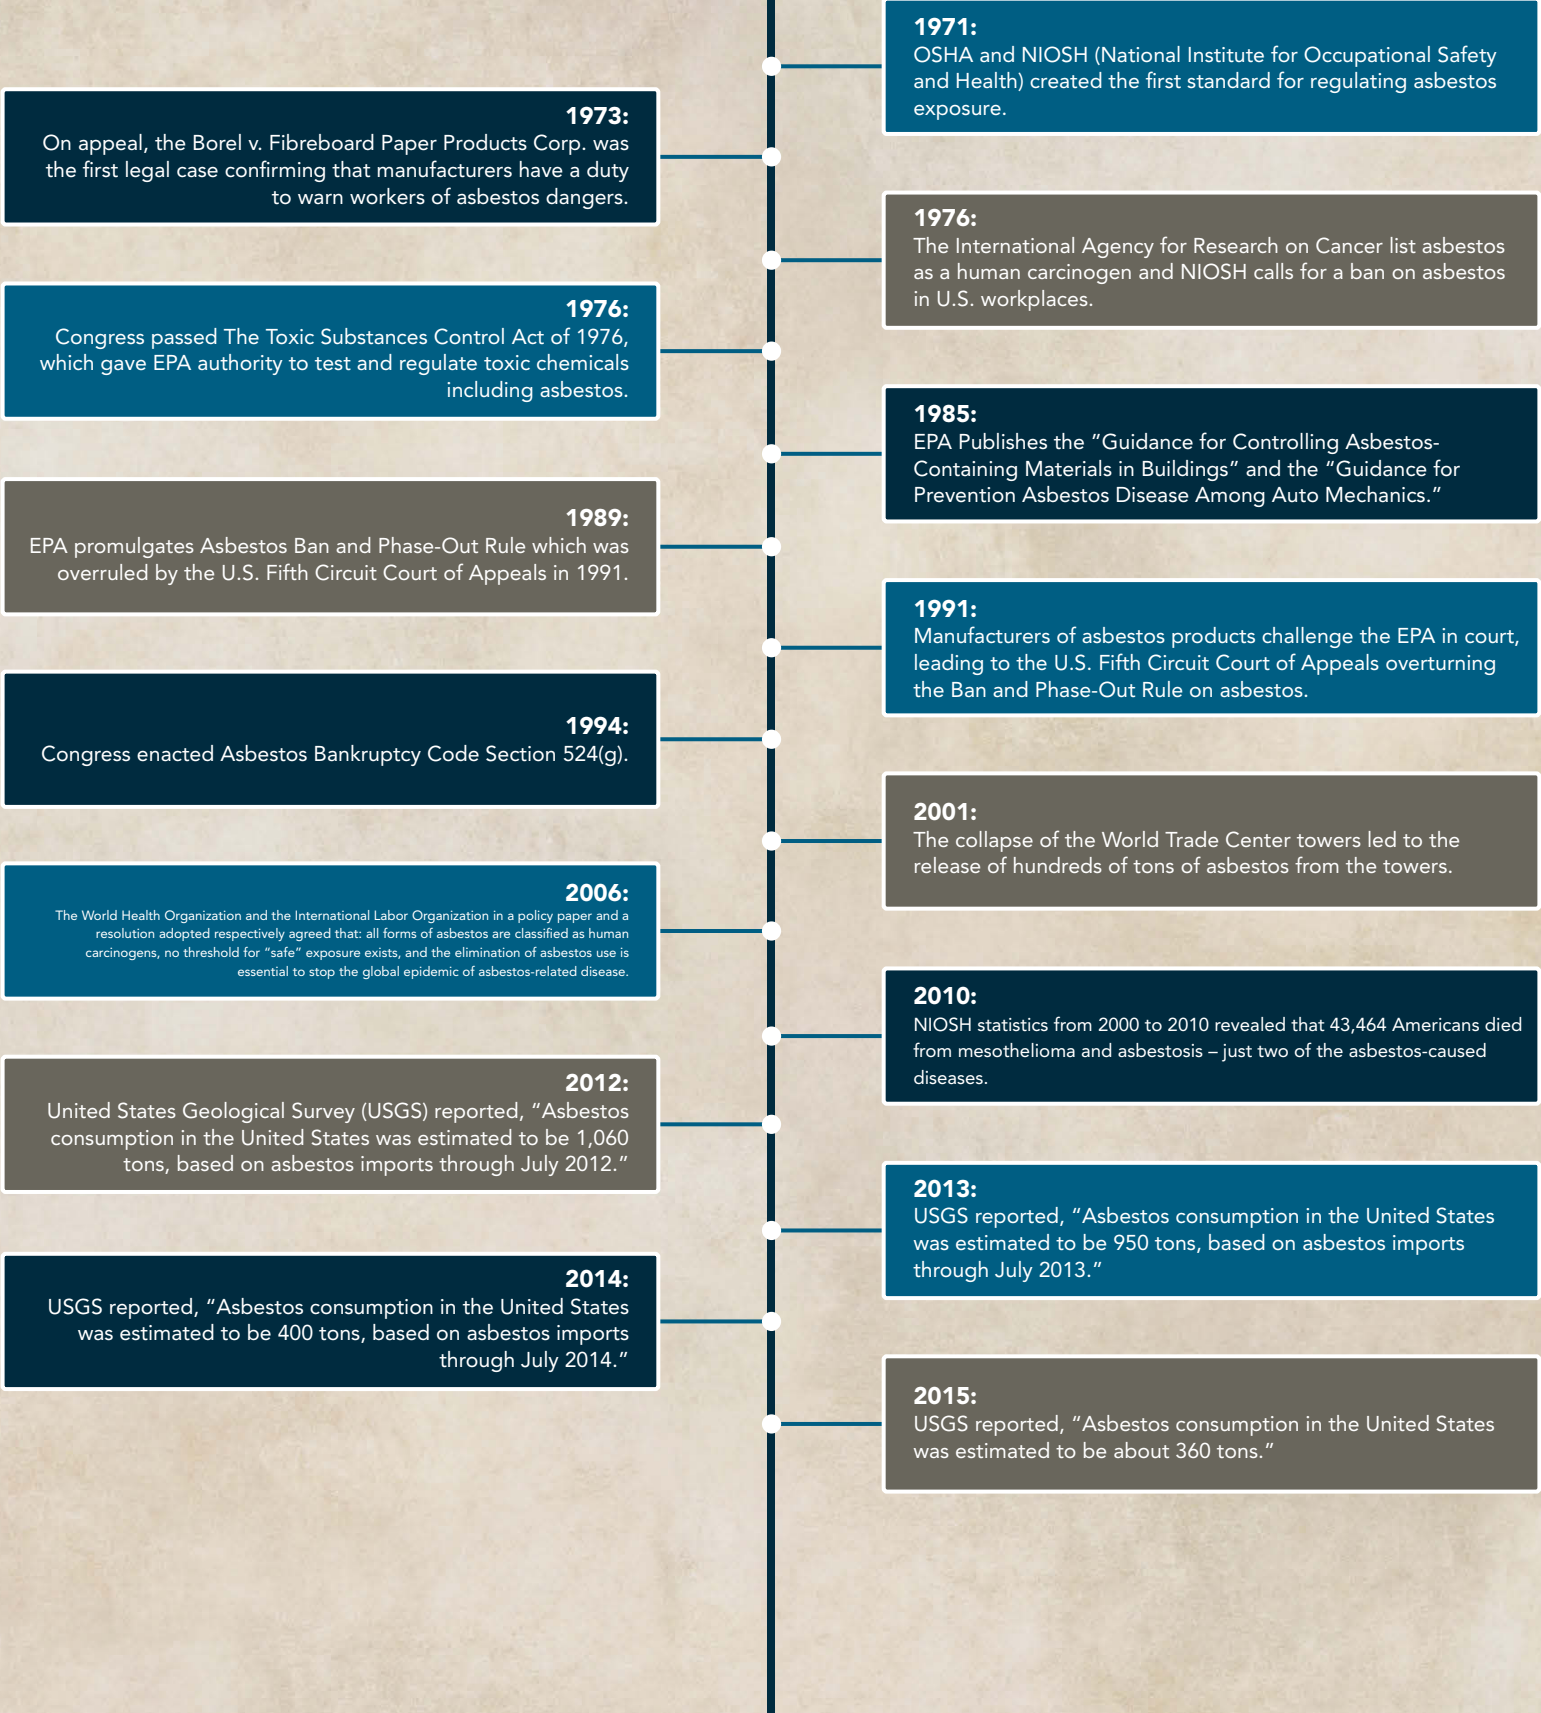 1971:
OSHA and NIOSH (National Institute for Occupational Safety
and Health) created the first standard for regulating asbestos
exposure.
1973:
On appeal, the Borel v. Fibreboard Paper Products Corp. was
the first legal case confirming that manufacturers have a duty
to warn workers of asbestos dangers.
1976:
The International Agency for Research on Cancer list asbestos
as a human carcinogen and NIOSH calls for a ban on asbestos
in U.S. workplaces.
1976:
Congress passed The Toxic Substances Control Act of 1976,
which gave EPA authority to test and regulate toxic chemicals
including asbestos.
1985:
EPA Publishes the ”Guidance for Controlling Asbestos-
Containing Materials in Buildings” and the “Guidance for
Prevention Asbestos Disease Among Auto Mechanics.”
1989:
EPA promulgates Asbestos Ban and Phase-Out Rule which was
overruled by the U.S. Fifth Circuit Court of Appeals in 1991.
1991:
Manufacturers of asbestos products challenge the EPA in court,
leading to the U.S. Fifth Circuit Court of Appeals overturning
the Ban and Phase-Out Rule on asbestos.
1994:
Congress enacted Asbestos Bankruptcy Code Section 524(g).
2001:
The collapse of the World Trade Center towers led to the
release of hundreds of tons of asbestos from the towers.
2006:
The World Health Organization and the International Labor Organization in a policy paper and a
resolution adopted respectively agreed that: all forms of asbestos are classified as human
carcinogens, no threshold for “safe” exposure exists, and the elimination of asbestos use is
essential to stop the global epidemic of asbestos-related disease.
2010:
NIOSH statistics from 2000 to 2010 revealed that 43,464 Americans died
from mesothelioma and asbestosis – just two of the asbestos-caused
diseases.
2012:
United States Geological Survey (USGS) reported, “Asbestos
consumption in the United States was estimated to be 1,060
tons, based on asbestos imports through July 2012.”
2013:
USGS reported, “Asbestos consumption in the United States
was estimated to be 950 tons, based on asbestos imports
through July 2013.”
2014:
USGS reported, “Asbestos consumption in the United States
was estimated to be 400 tons, based on asbestos imports
through July 2014.”
2015:
USGS reported, “Asbestos consumption in the United States
was estimated to be about 360 tons.”